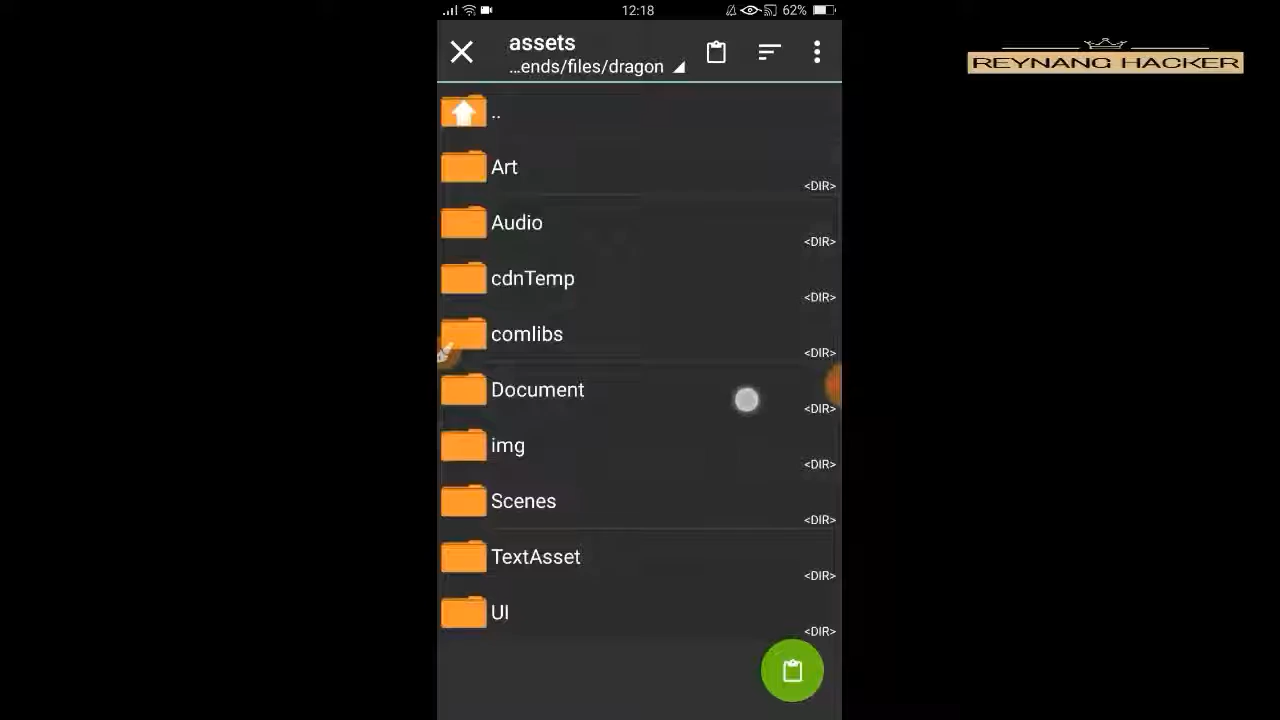 12:18
62%
REYNANG HACKER
assets
...ends/files/dragon
..
Art
<DIR>
Audio
<DIR>
cdnTemp
<DIR>
comlibs
<DIR>
Document
<DIR>
img
<DIR>
Scenes
<DIR>
TextAsset
<DIR>
UI
<DIR>